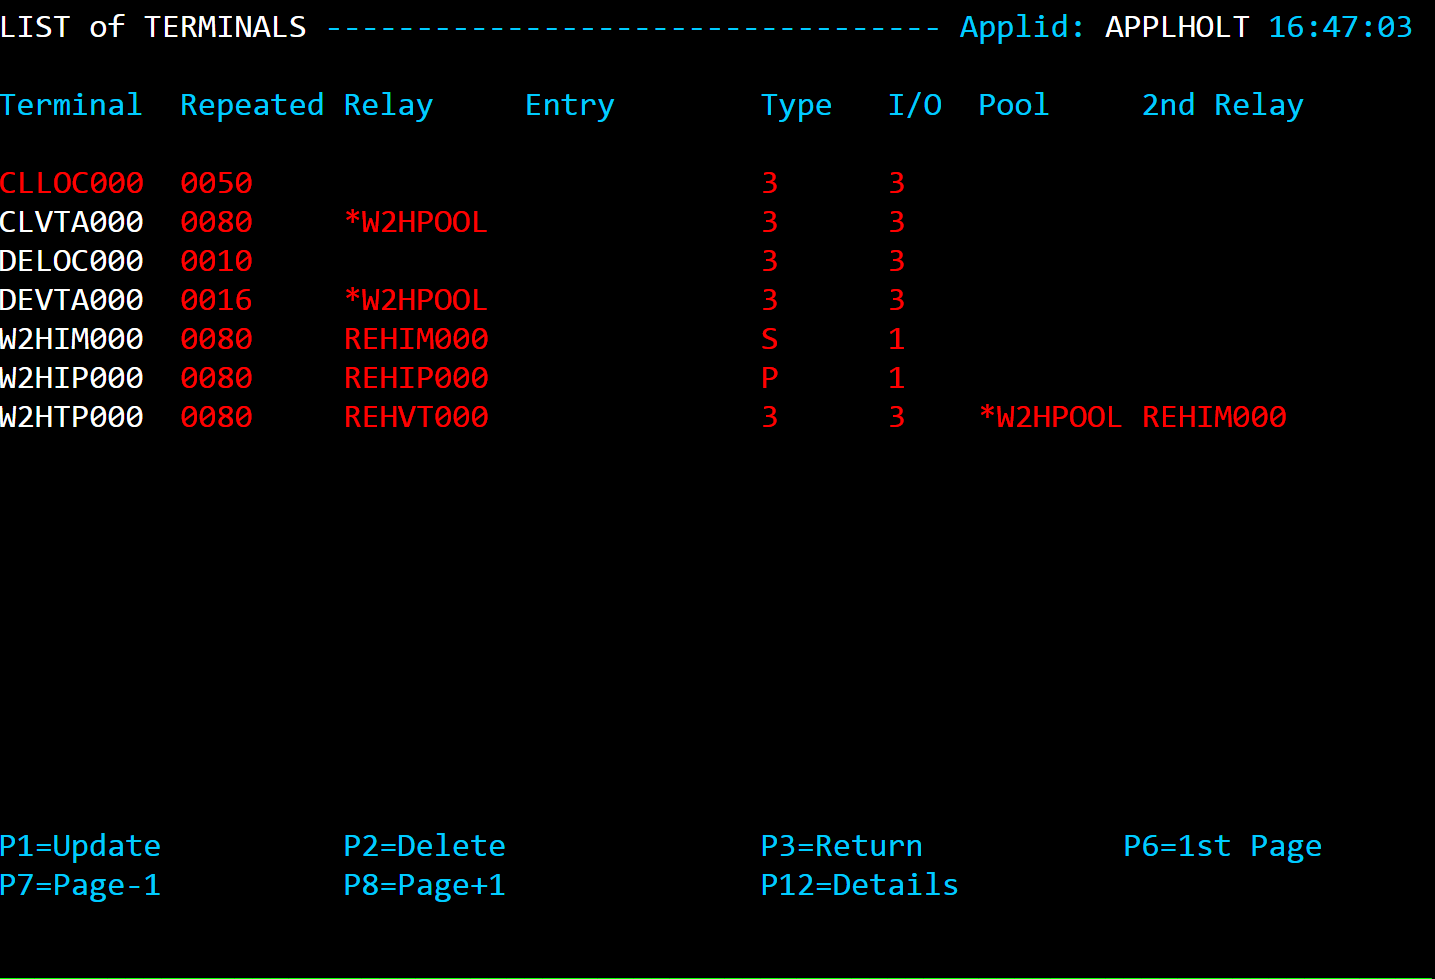 LIST of TERMINALS ---------------------------------- Applid: APPLHOLT 16:47:03
Terminal Repeated Relay Entry Type I/O Pool 2nd Relay
CLLOC000 0050 3 3
CLVTA000 0080 *W2HPOOL 3 3
DELOC000 0010 3 3
DEVTA000 0016 *W2HPOOL 3 3
W2HIM000 0080 REHIM000 S 1
W2HIP000 0080 REHIP000 P 1
W2HTP000 0080 REHVT000 3 3 *W2HPOOL REHIM000
P1=Update P2=Delete P3=Return P6=1st Page
P7=Page-1 P8=Page+1 P12=Details